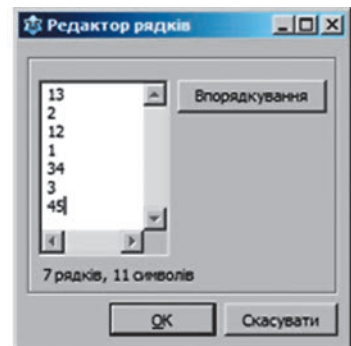 Редактор рядків
13
2
12
1
34
3
45
Впорядкування
7 рядків, 11 символів
OK
Скасувати